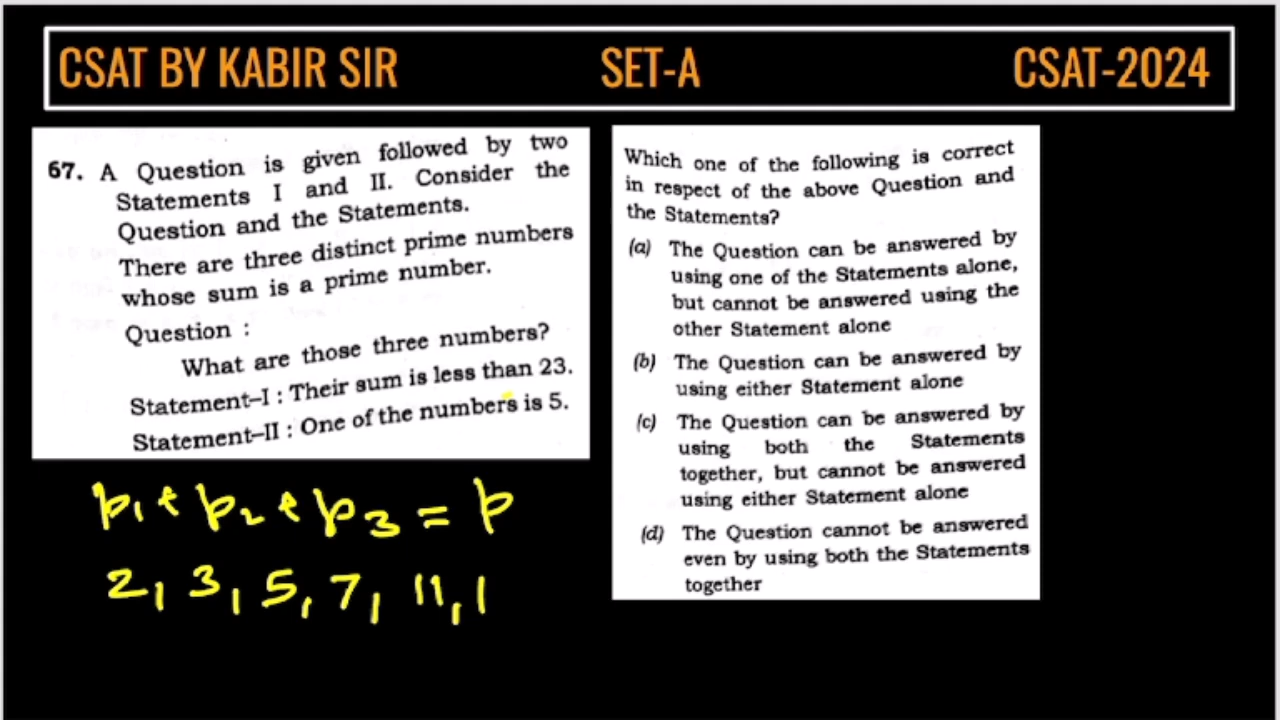 CSAT BY KABIR SIR SET-A CSAT-2024
67. A Question is given followed by two
Statements I and II. Consider the
Question and the Statements.
There are three distinct prime numbers
whose sum is a prime number.
Question :
What are those three numbers?
Statement–I : Their sum is less than 23.
Statement–II : One of the numbers is 5.
p₁ + p₂ + p₃ = p
2, 3, 5, 7, 11, 1
Which one of the following is correct
in respect of the above Question and
the Statements?
(a) The Question can be answered by
using one of the Statements alone,
but cannot be answered using the
other Statement alone
(b) The Question can be answered by
using either Statement alone
(c) The Question can be answered by
using both the Statements
together, but cannot be answered
using either Statement alone
(d) The Question cannot be answered
even by using both the Statements
together